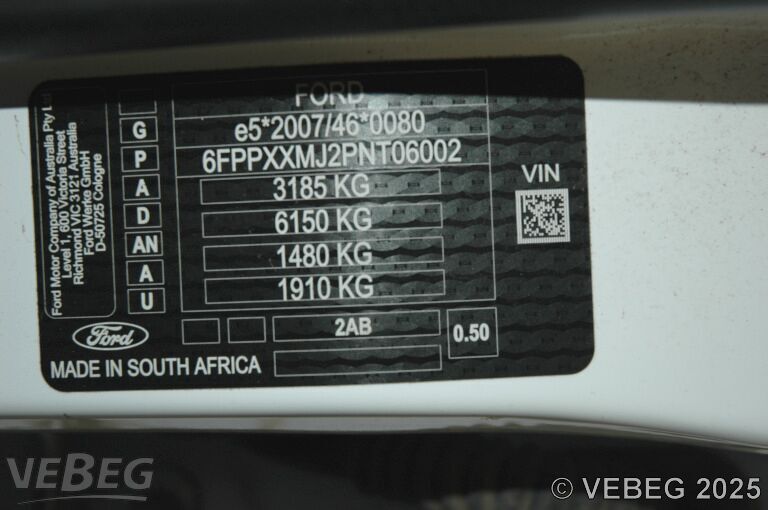 Ford Motor Company of Australia Pty Ltd
Level 1, 600 Victoria Street
Richmond VIC 3121 Australia
Ford Werke GmbH
D-50725 Cologne
G
P
A
D
AN
A
U
FORD
e5*2007/46*0080
6FPPXXMJ2PNT06002
3185 KG
6150 KG
1480 KG
1910 KG
VIN
Ford
2AB
0.50
MADE IN SOUTH AFRICA
VEBEG
© VEBEG 2025